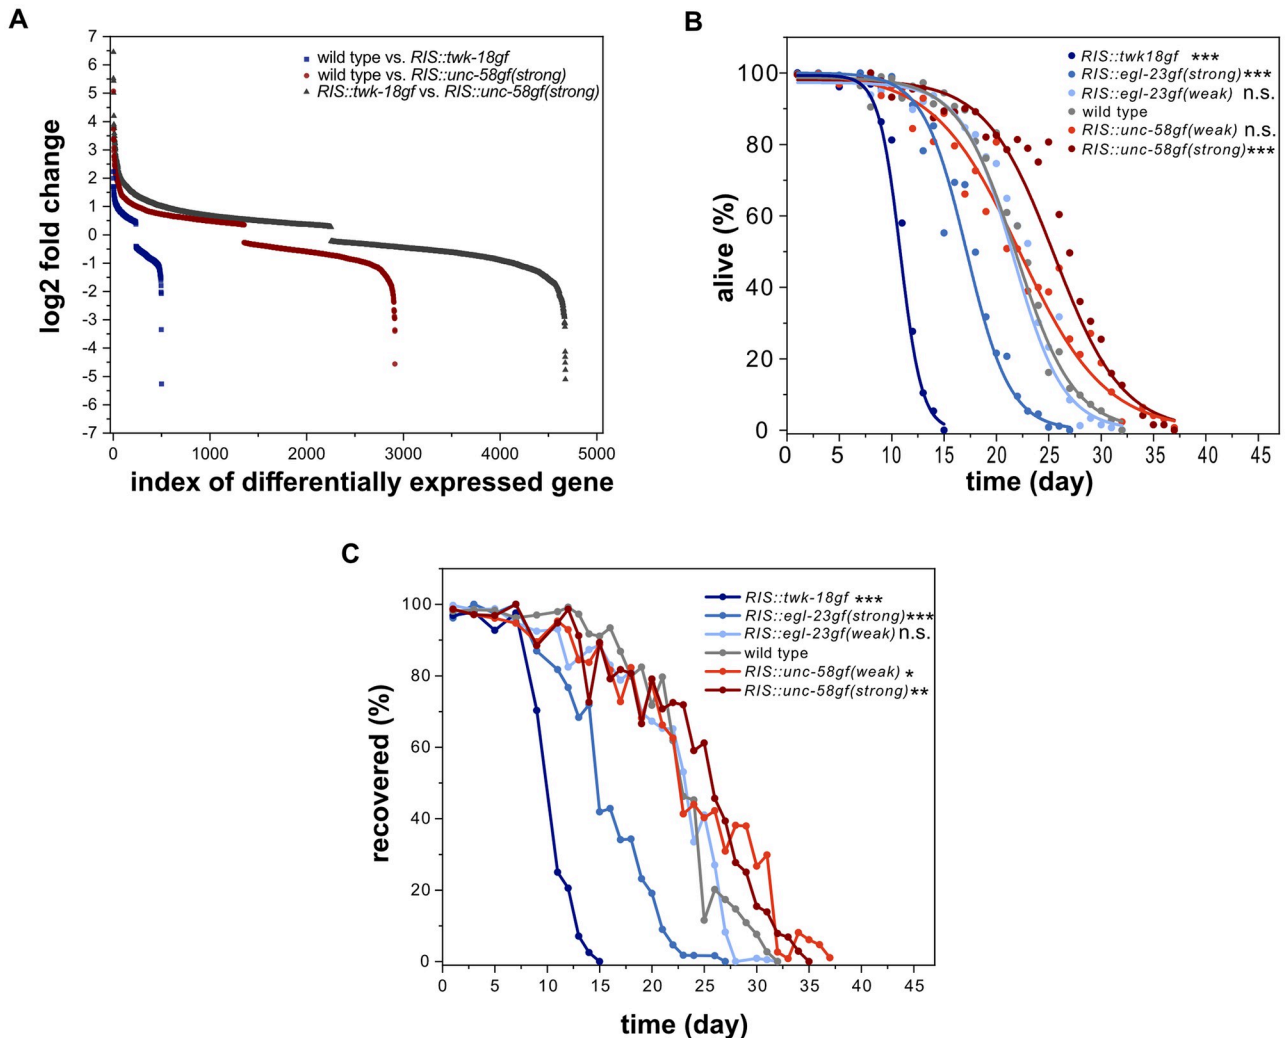 A
7
6
5
4
3
2
1
0
-1
-2
-3
-4
-5
-6
-7
log2 fold change
wild type vs. RIS::twk-18gf
wild type vs. RIS::unc-58gf(strong)
RIS::twk-18gf vs. RIS::unc-58gf(strong)
0 1000 2000 3000 4000 5000
index of differentially expressed gene
B
100
80
60
40
20
0
alive (%)
RIS::twk18gf ***
RIS::egl-23gf(strong)***
RIS::egl-23gf(weak) n.s.
wild type
RIS::unc-58gf(weak) n.s.
RIS::unc-58gf(strong)***
0 5 10 15 20 25 30 35 40 45
time (day)
C
100
80
60
40
20
0
recovered (%)
RIS::twk-18gf ***
RIS::egl-23gf(strong)***
RIS::egl-23gf(weak) n.s.
wild type
RIS::unc-58gf(weak) *
RIS::unc-58gf(strong)**
0 5 10 15 20 25 30 35 40 45
time (day)